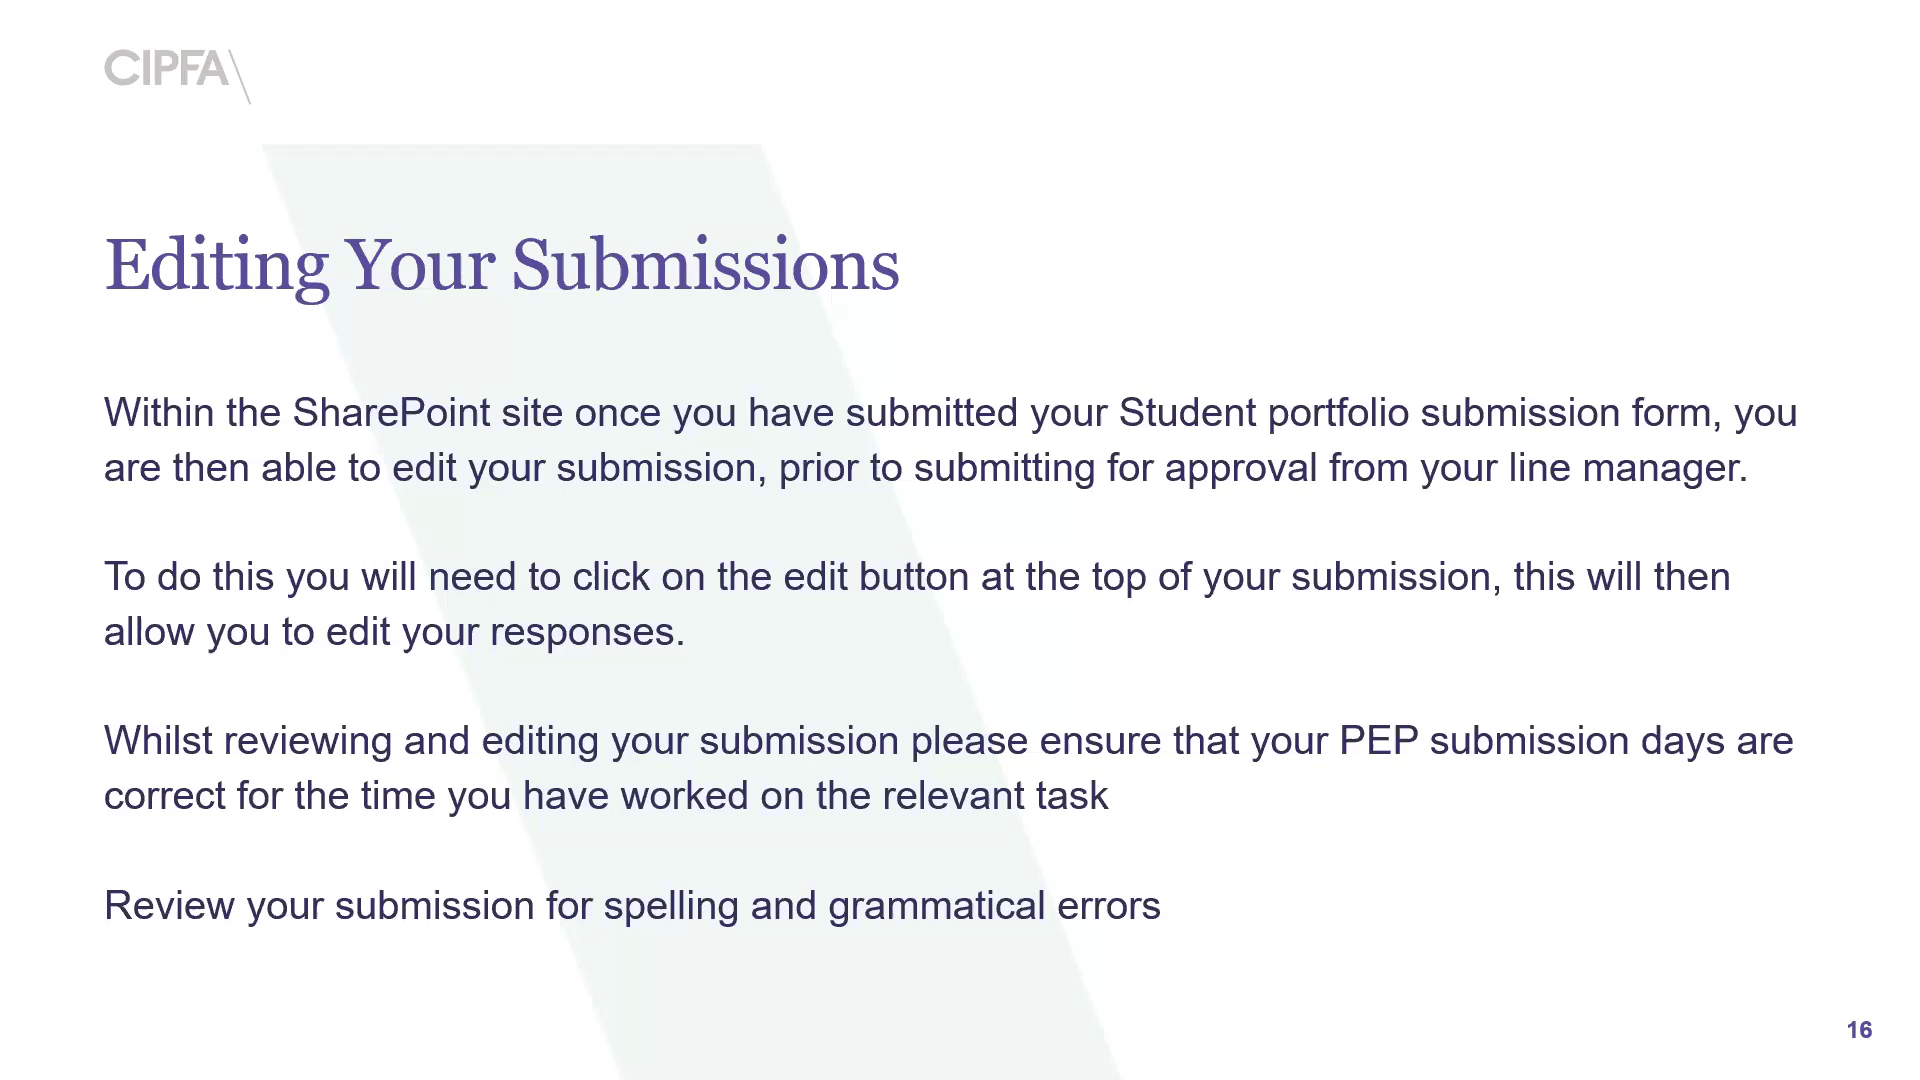 CIPFA
Editing Your Submissions
Within the SharePoint site once you have submitted your Student portfolio submission form, you
are then able to edit your submission, prior to submitting for approval from your line manager.
To do this you will need to click on the edit button at the top of your submission, this will then
allow you to edit your responses.
Whilst reviewing and editing your submission please ensure that your PEP submission days are
correct for the time you have worked on the relevant task
Review your submission for spelling and grammatical errors
16